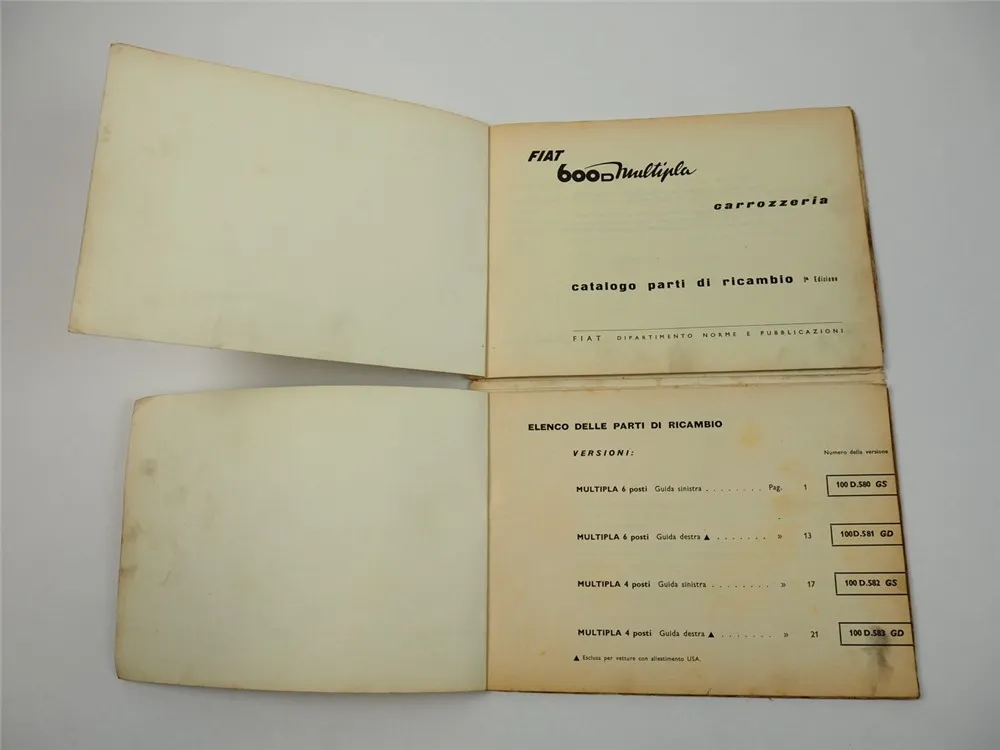 FIAT
600D Multipla
carrozzeria
catalogo parti di ricambio 1ª Edizione
FIAT DIPARTIMENTO NORME E PUBBLICAZIONI
ELENCO DELLE PARTI DI RICAMBIO
VERSIONI: Numero della versione
MULTIPLA 6 posti Guida sinistra . . . . . . . . Pag. 1 100 D.580 GS
MULTIPLA 6 posti Guida destra ▲ . . . . . . . » 13 100D.581 GD
MULTIPLA 4 posti Guida sinistra . . . . . . . . » 17 100 D.582 GS
MULTIPLA 4 posti Guida destra ▲ . . . . . . . » 21 100 D.583 GD
▲ Esclusa per vetture con allestimento USA.